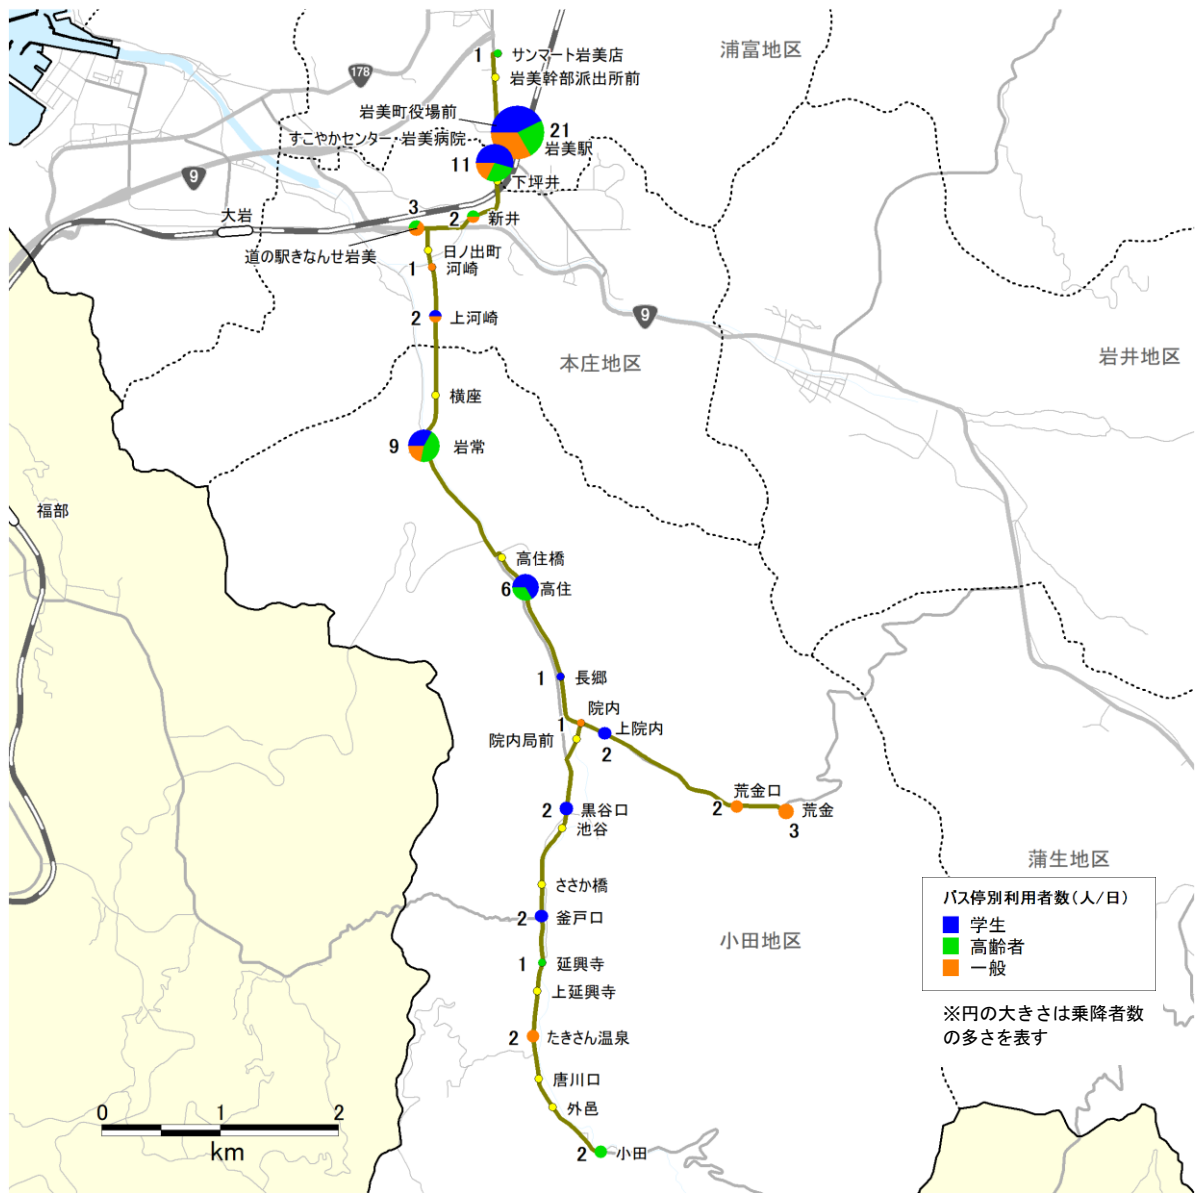 浦富地区
1
サンマート岩美店
178
岩美幹部派出所前
岩美町役場前
21
すこやかセンター 岩美病院
岩美駅
11
下坪井
9
大岩
3
2
新井
道の駅きなんせ岩美
日ノ出町
1
河崎
2
上河崎
9
本庄地区
岩井地区
横座
9
岩常
福部
高住橋
6
高住
1
長郷
院内
1
上院内
院内局前
2
荒金口
2
荒金
3
2
黒谷口
池谷
蒲生地区
ささか橋
2
釜戸口
小田地区
1
延興寺
上延興寺
2
たきさん温泉
唐川口
外邑
2
小田
バス停別利用者数(人/日)
学生
高齢者
一般
※円の大きさは乗降者数
の多さを表す
0 1 2
km